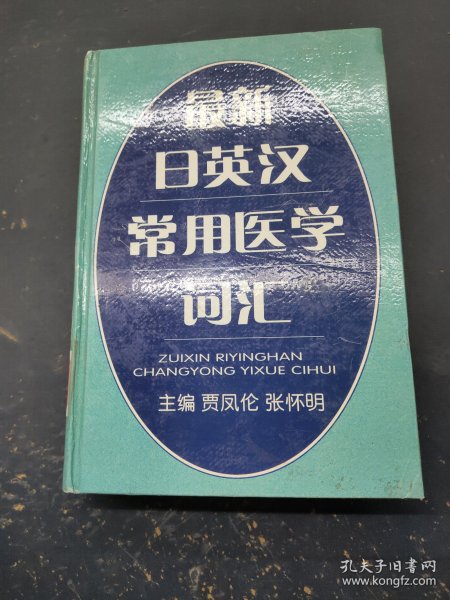 最新
日英汉
常用医学
词汇
ZUIXIN RIYINGHAN
CHANGYONG YIXUE CIHUI
主编 贾凤伦 张怀明
孔夫子旧书网
www.kongfz.com